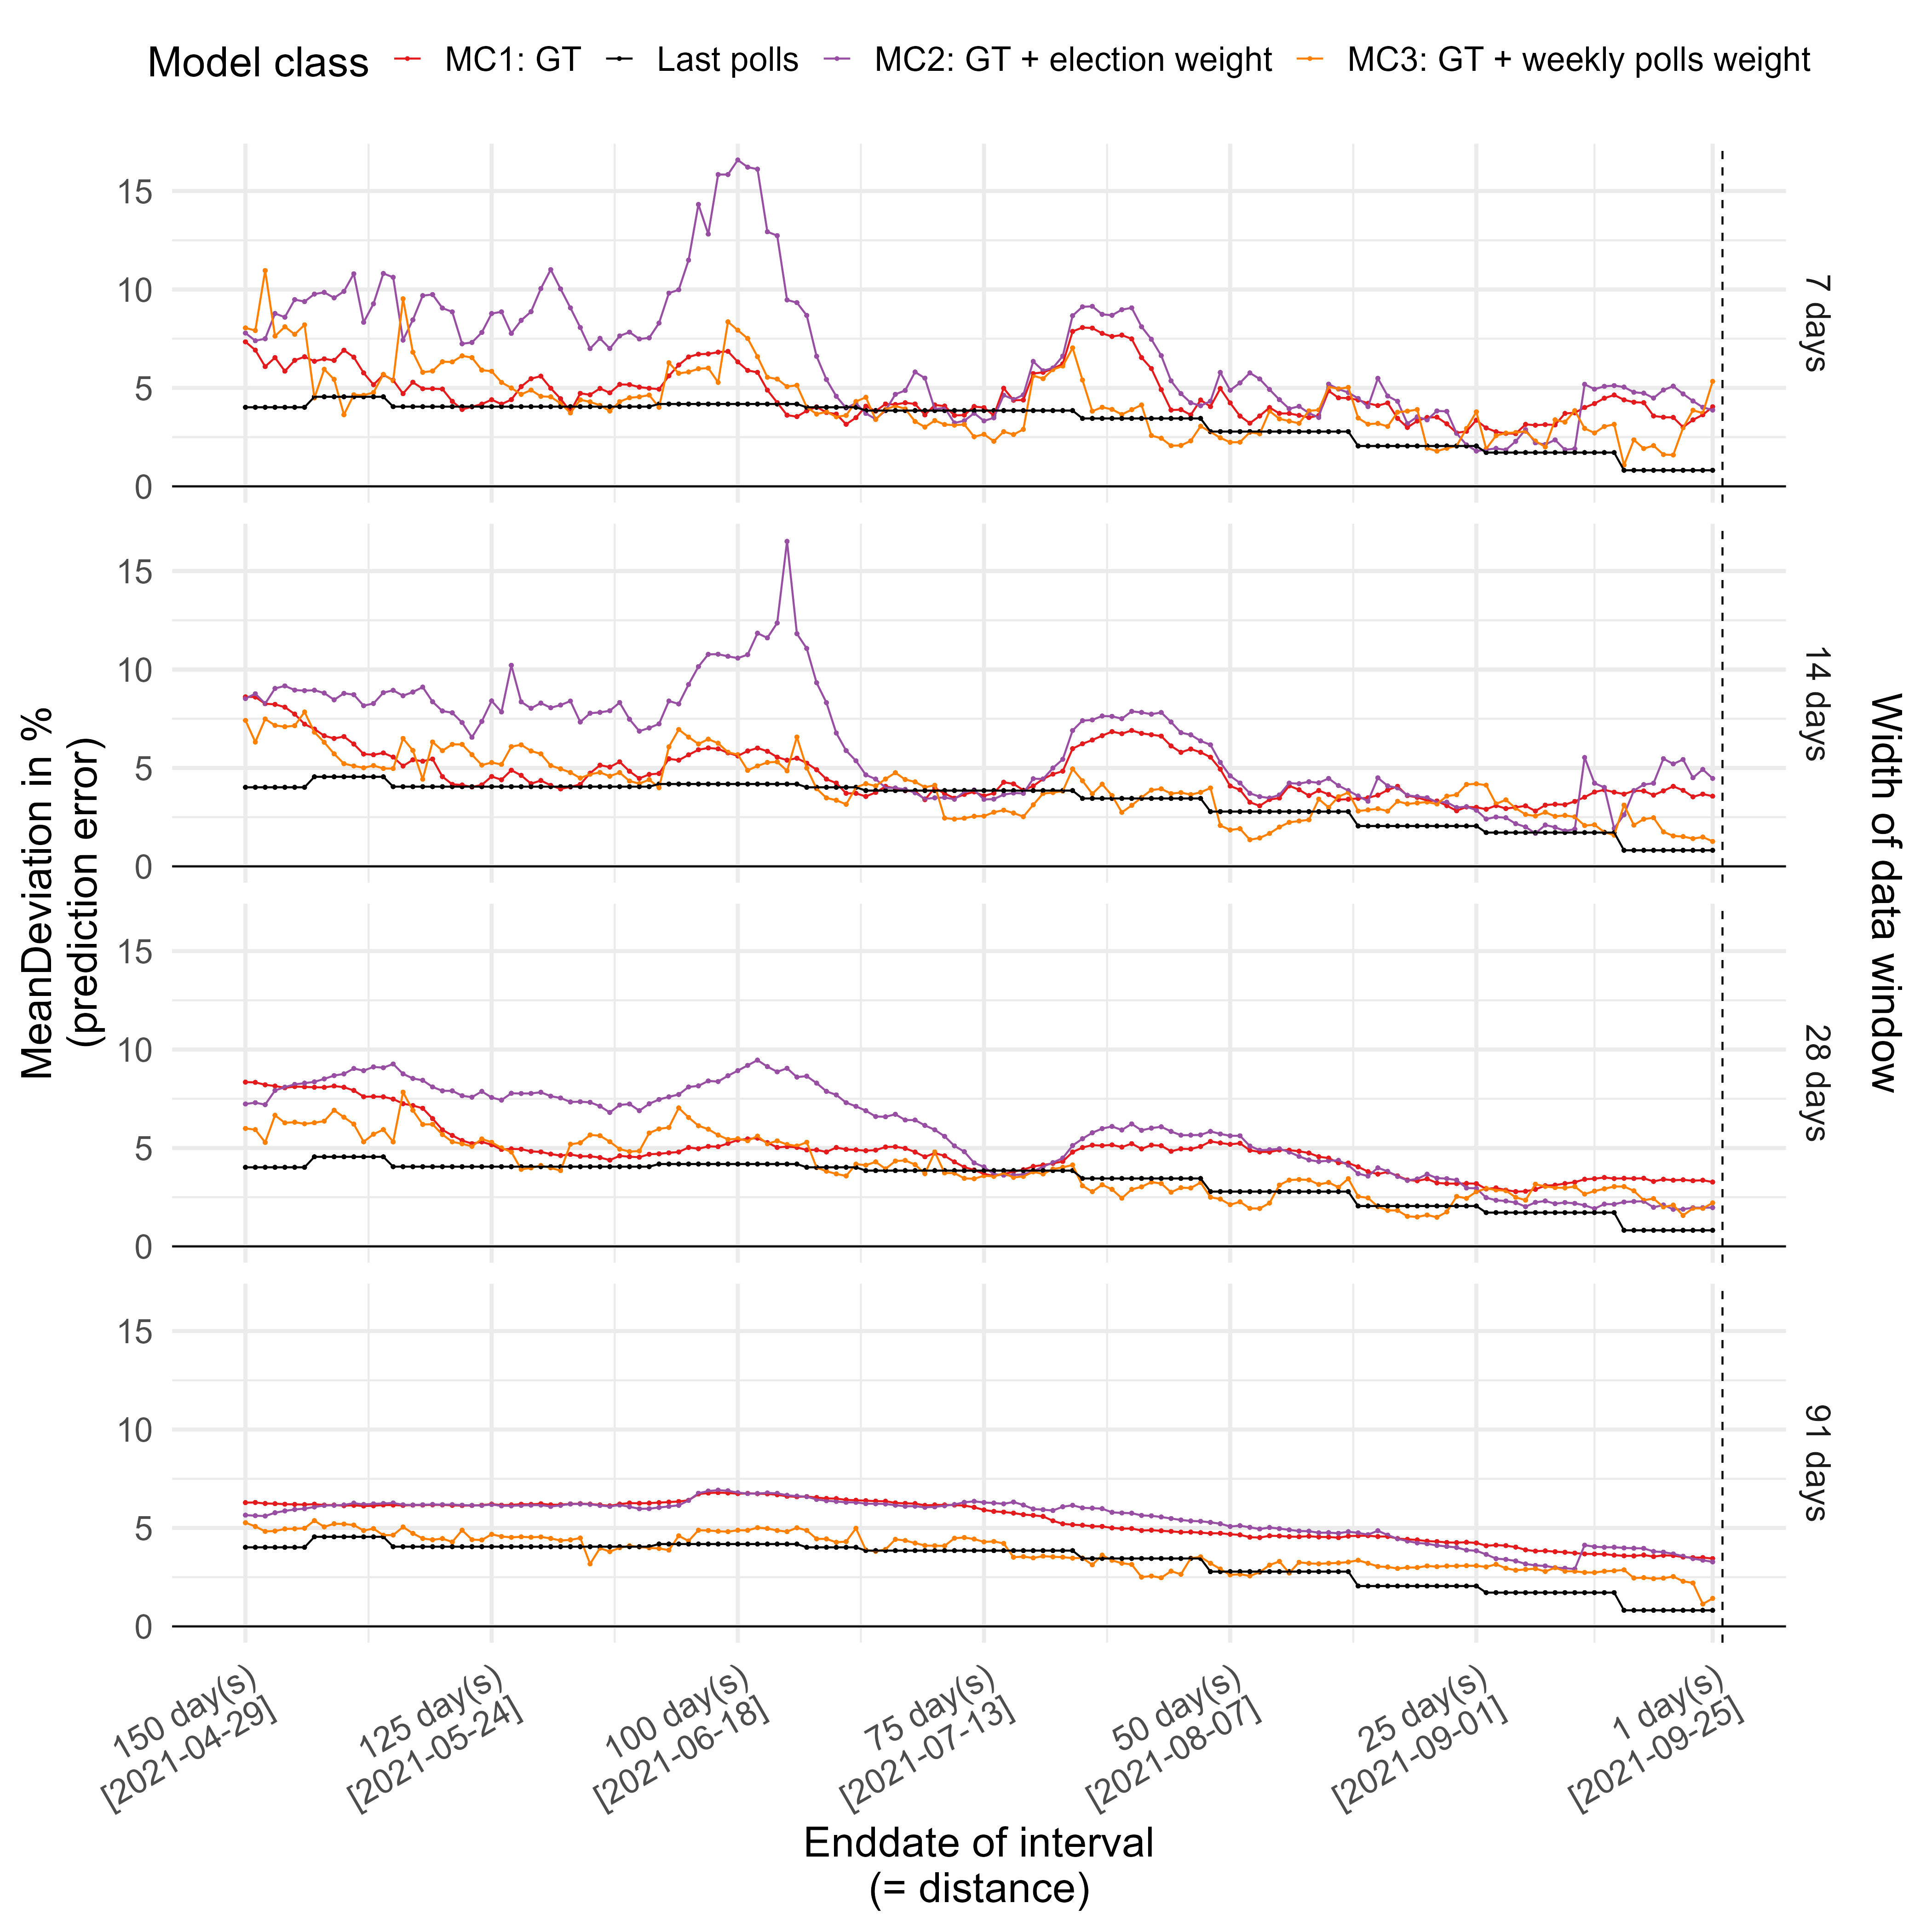 Model class MC1: GT Last polls MC2: GT + election weight MC3: GT + weekly polls weight
MeanDeviation in %
(prediction error)
15
10
5
0
7 days
15
10
5
0
14 days
15
10
5
0
28 days
15
10
5
0
91 days
Width of data window
150 day(s)
[2021-04-29]
125 day(s)
[2021-05-24]
100 day(s)
[2021-06-18]
75 day(s)
[2021-07-13]
50 day(s)
[2021-08-07]
25 day(s)
[2021-09-01]
1 day(s)
[2021-09-25]
Enddate of interval
(= distance)